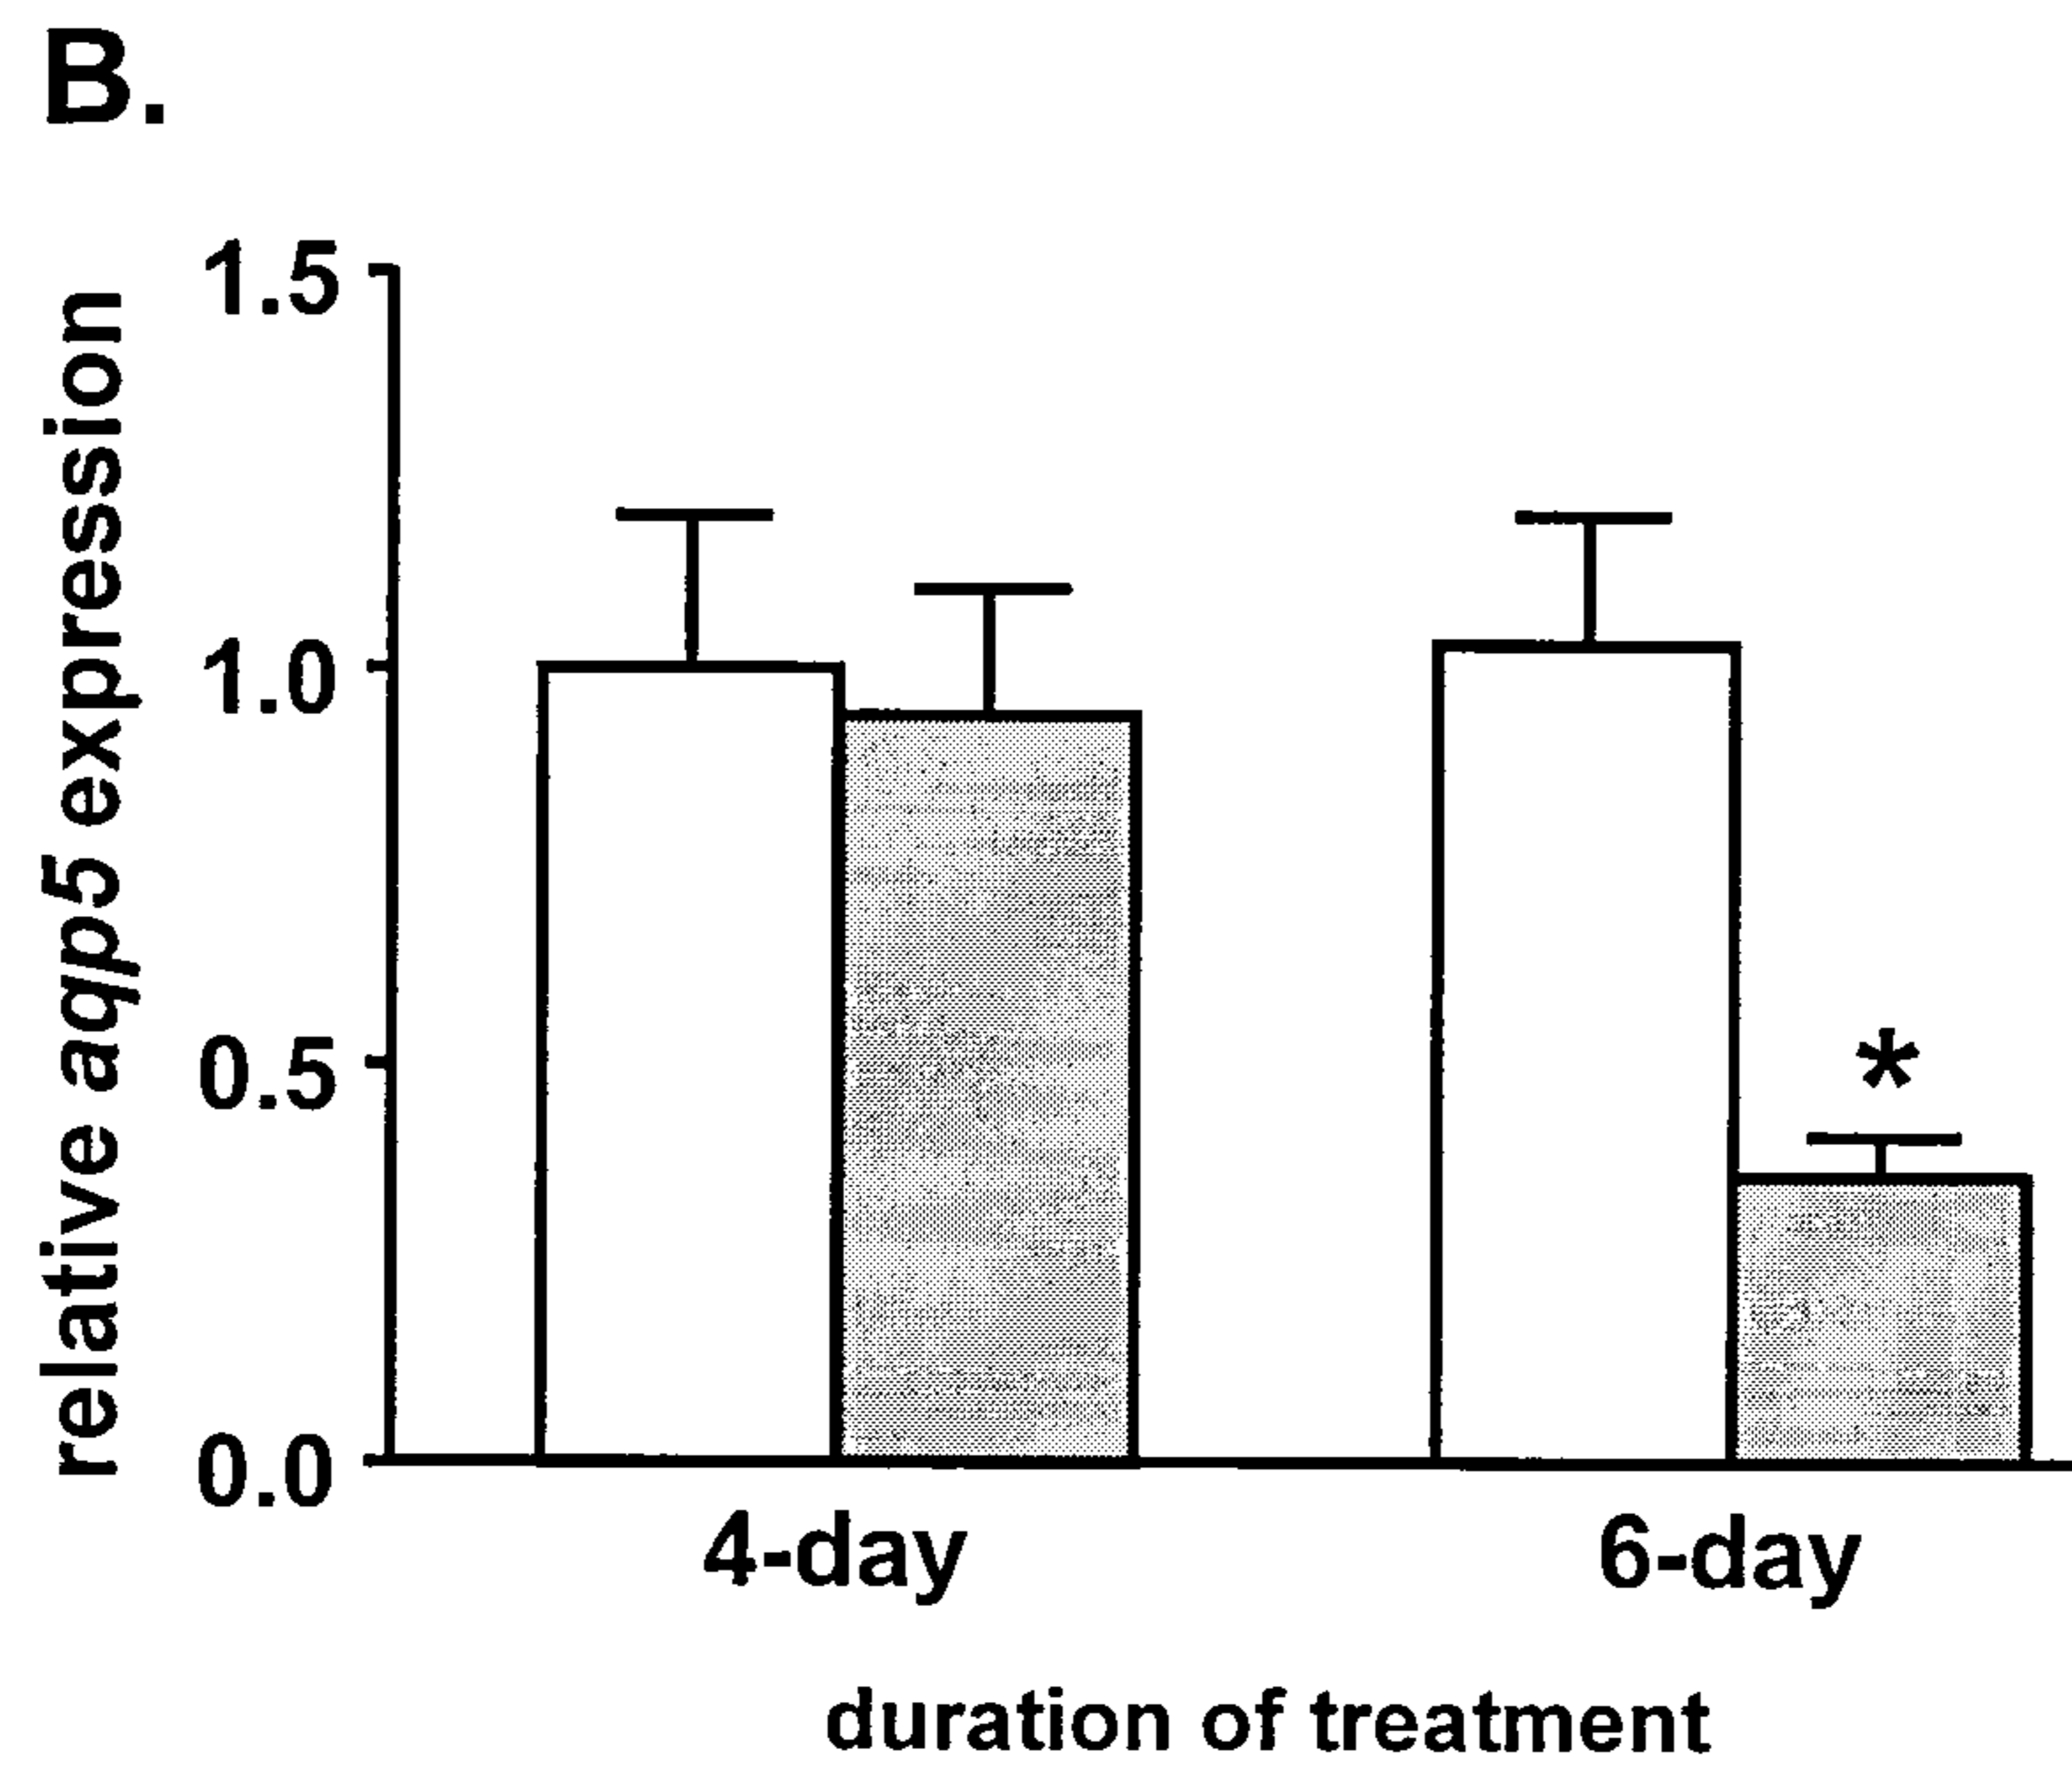 B.
relative aqp5 expression
1.5
1.0
0.5
0.0
*
4-day
6-day
duration of treatment